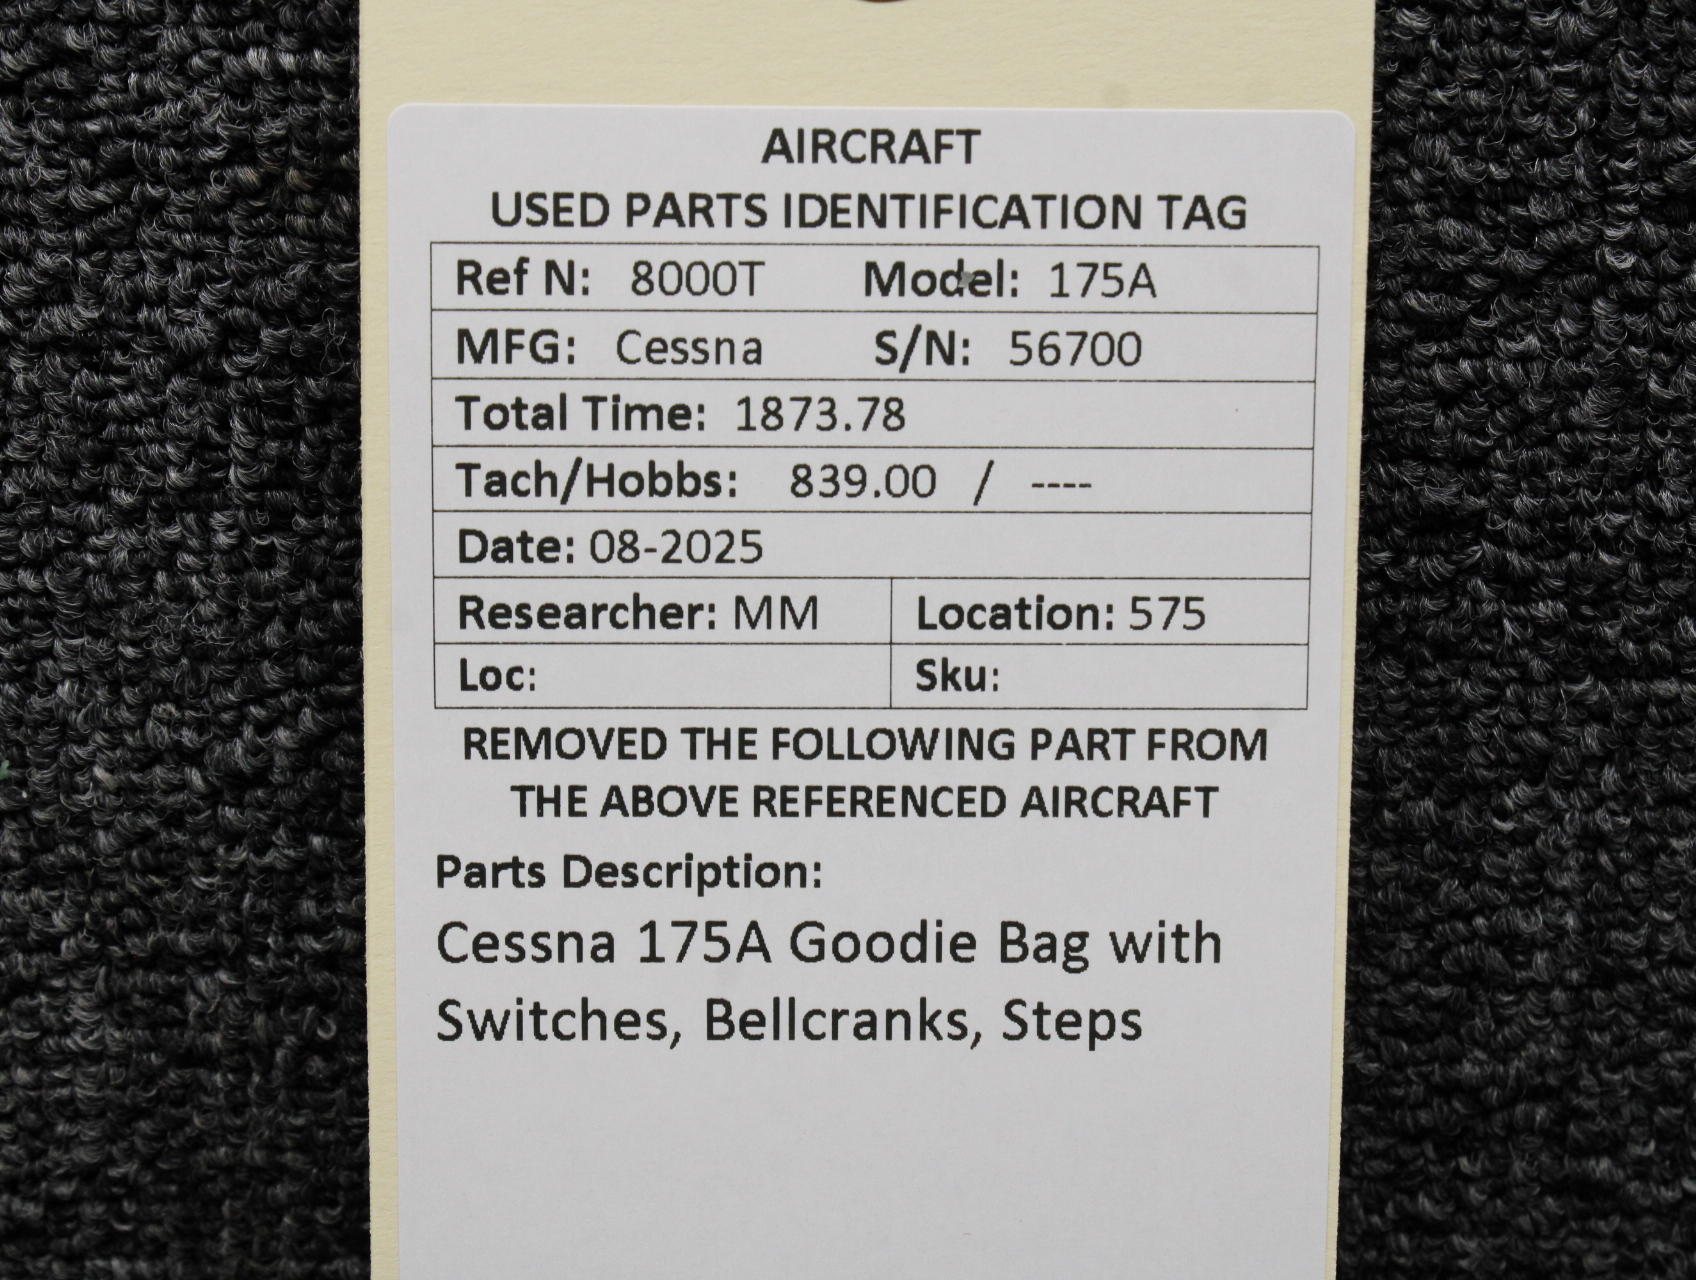 AIRCRAFT
USED PARTS IDENTIFICATION TAG
Ref N: 8000T Model: 175A
MFG: Cessna S/N: 56700
Total Time: 1873.78
Tach/Hobbs: 839.00 / ----
Date: 08-2025
Researcher: MM Location: 575
Loc: Sku:
REMOVED THE FOLLOWING PART FROM
THE ABOVE REFERENCED AIRCRAFT
Parts Description:
Cessna 175A Goodie Bag with
Switches, Bellcranks, Steps